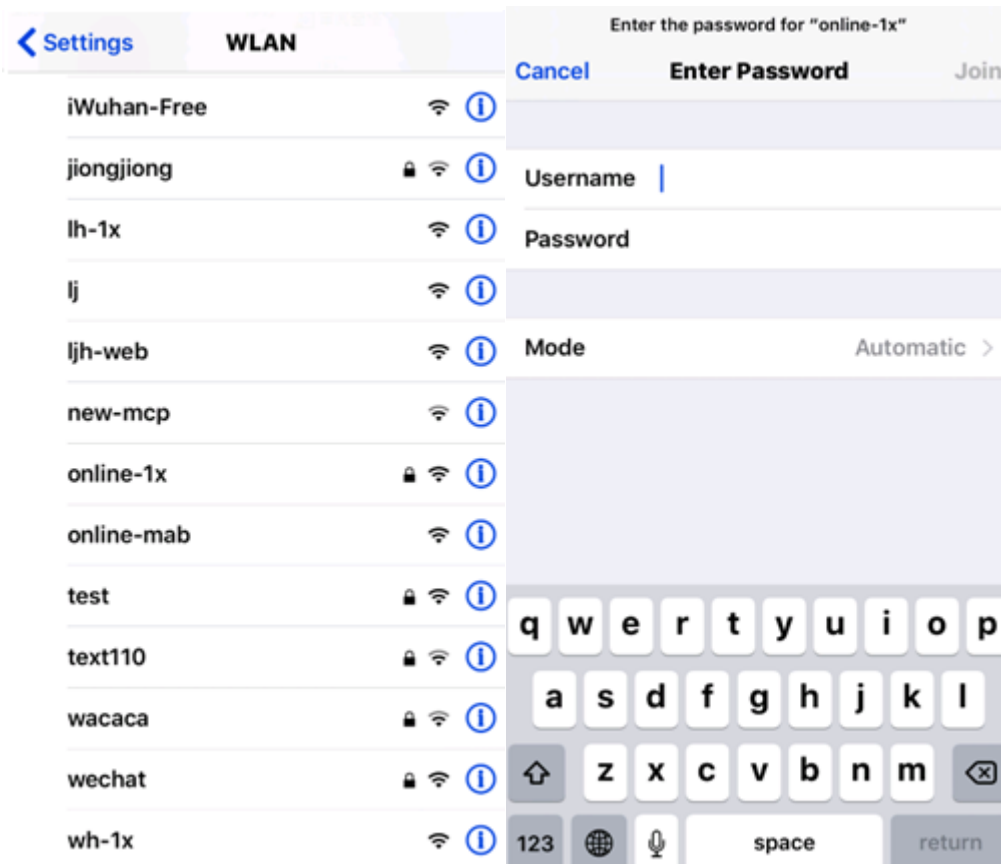 Settings WLAN
iWuhan-Free
jiongjiong
lh-1x
lj
ljh-web
new-mcp
online-1x
online-mab
test
text110
wacaca
wechat
wh-1x
Enter the password for “online-1x”
Cancel Enter Password Join
Username
Password
Mode Automatic
q w e r t y u i o p
a s d f g h j k l
z x c v b n m
123 space return